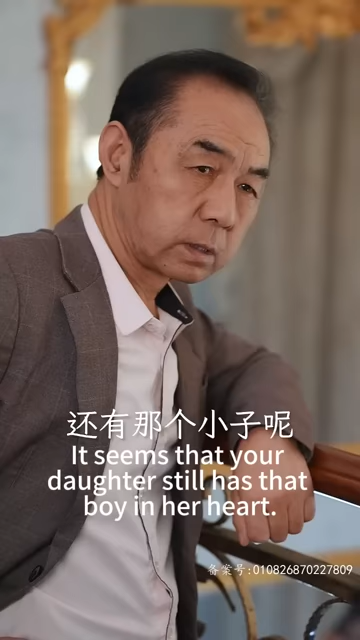 还有那个小子呢
It seems that your
daughter still has that
boy in her heart.
备案号:010826870227809